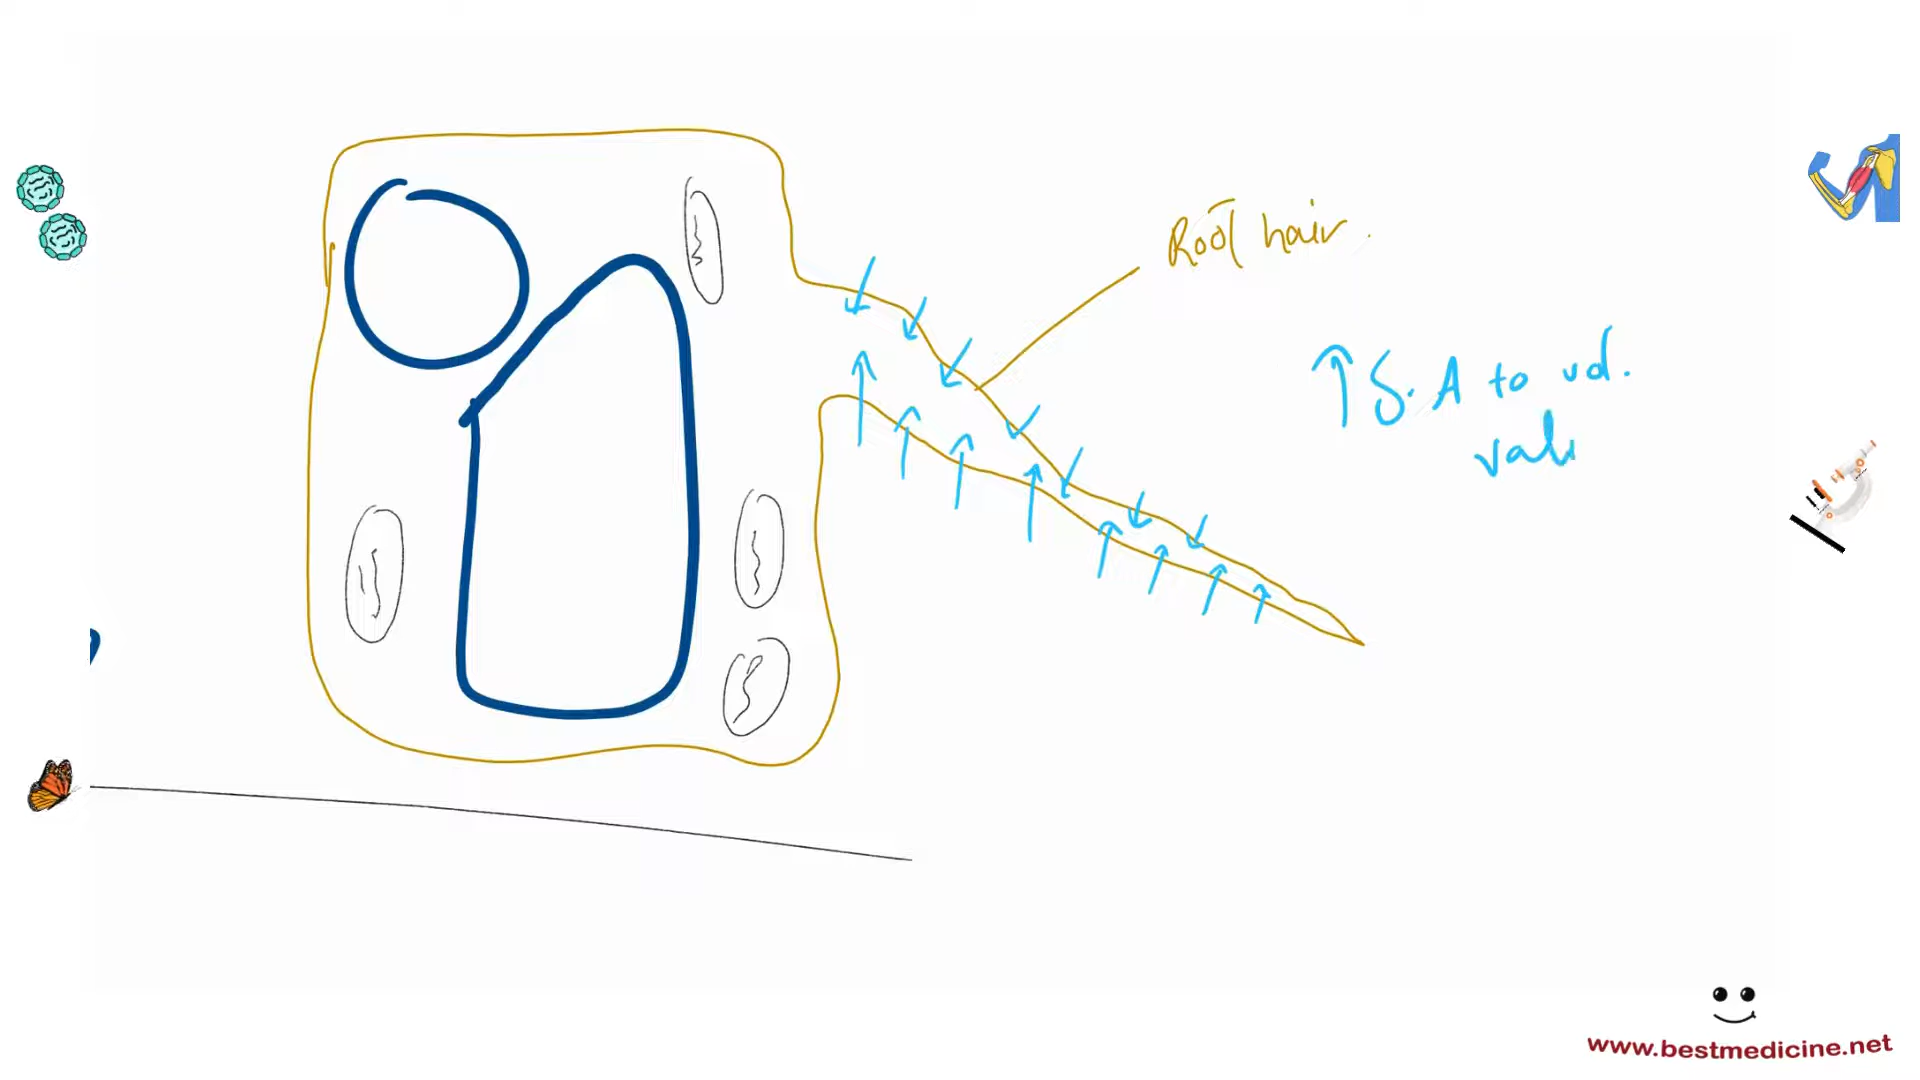 Root hair.
↑ S.A to vol.
www.bestmedicine.net